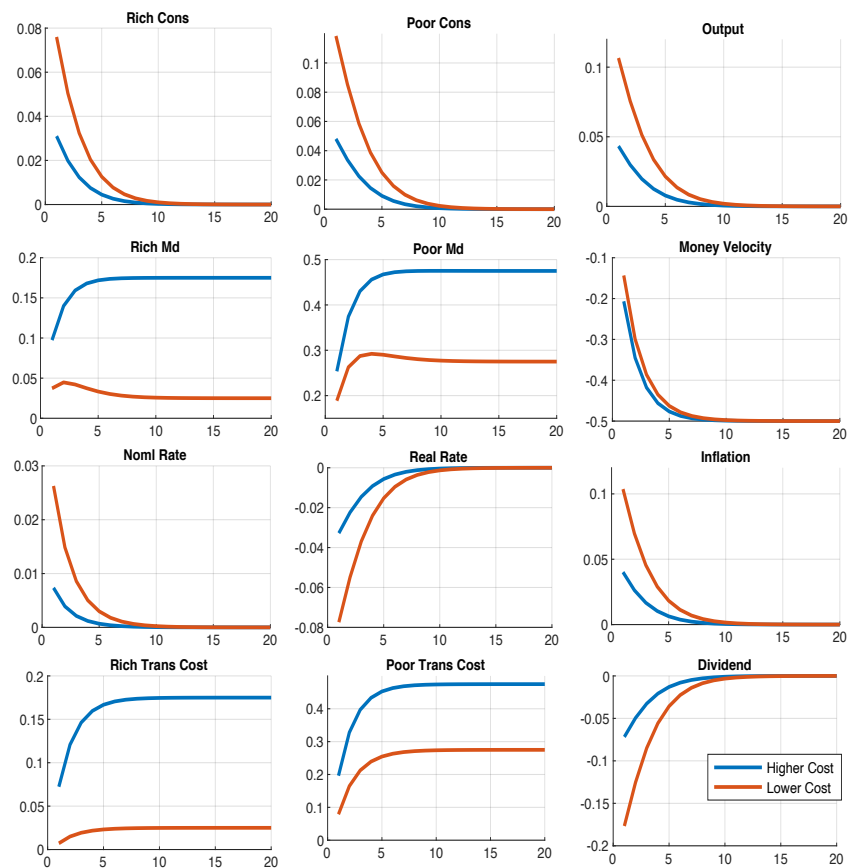 Rich Cons
0.08
0.06
0.04
0.02
0
0 5 10 15 20
Poor Cons
0.1
0.08
0.06
0.04
0.02
0
0 5 10 15 20
Output
0.1
0.05
0
0 5 10 15 20
Rich Md
0.2
0.15
0.1
0.05
0
0 5 10 15 20
Poor Md
0.5
0.4
0.3
0.2
0 5 10 15 20
Money Velocity
-0.1
-0.2
-0.3
-0.4
-0.5
0 5 10 15 20
Noml Rate
0.03
0.02
0.01
0
0 5 10 15 20
Real Rate
0
-0.02
-0.04
-0.06
-0.08
0 5 10 15 20
Inflation
0.1
0.05
0
0 5 10 15 20
Rich Trans Cost
0.2
0.15
0.1
0.05
0
0 5 10 15 20
Poor Trans Cost
0.4
0.3
0.2
0.1
0
0 5 10 15 20
Dividend
0
-0.05
-0.1
-0.15
-0.2
0 5 10 15 20
Higher Cost
Lower Cost